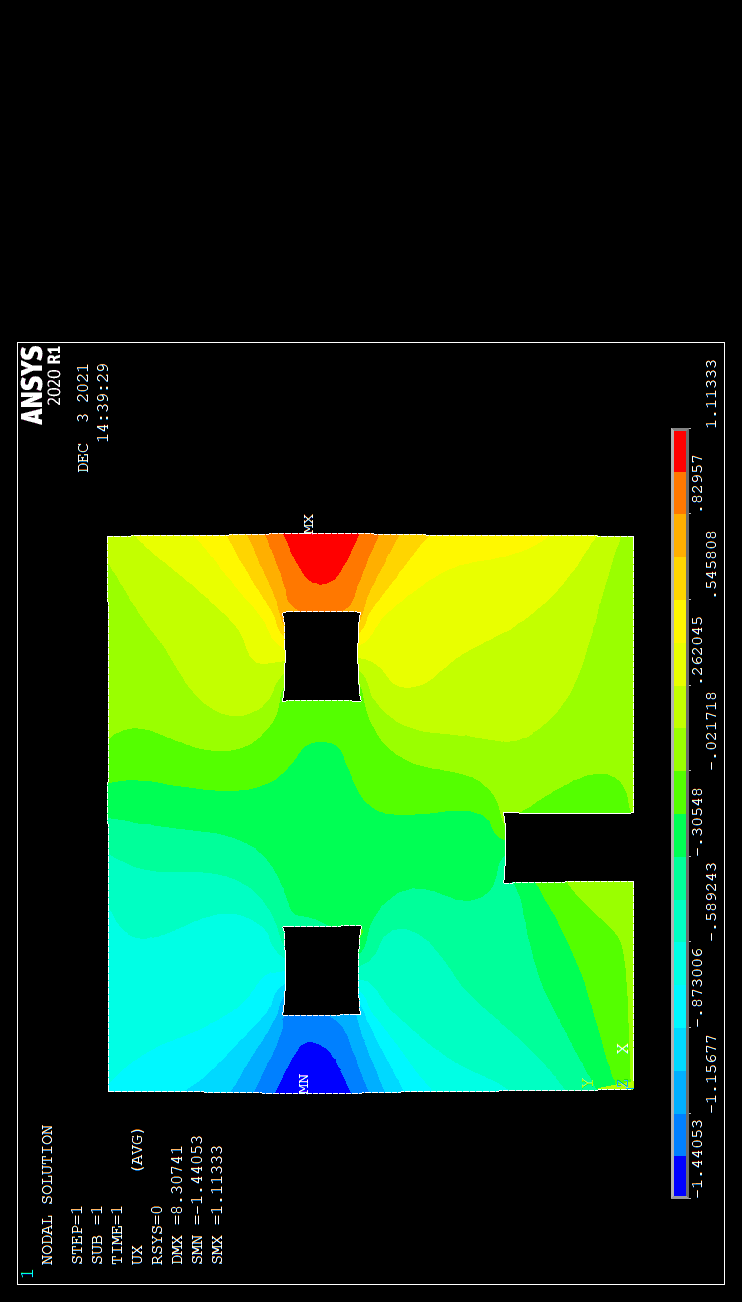 1
ANSYS
2020 R1
DEC  3 2021
14:39:29
NODAL SOLUTION
STEP=1
SUB =1
TIME=1
UX       (AVG)
RSYS=0
DMX =8.30741
SMN =-1.44053
SMX =1.11333
MX
MN
Y
Z X
-1.44053 -.873006 -.30548 .262045 .82957
-1.15677 -.589243 -.021718 .545808 1.11333